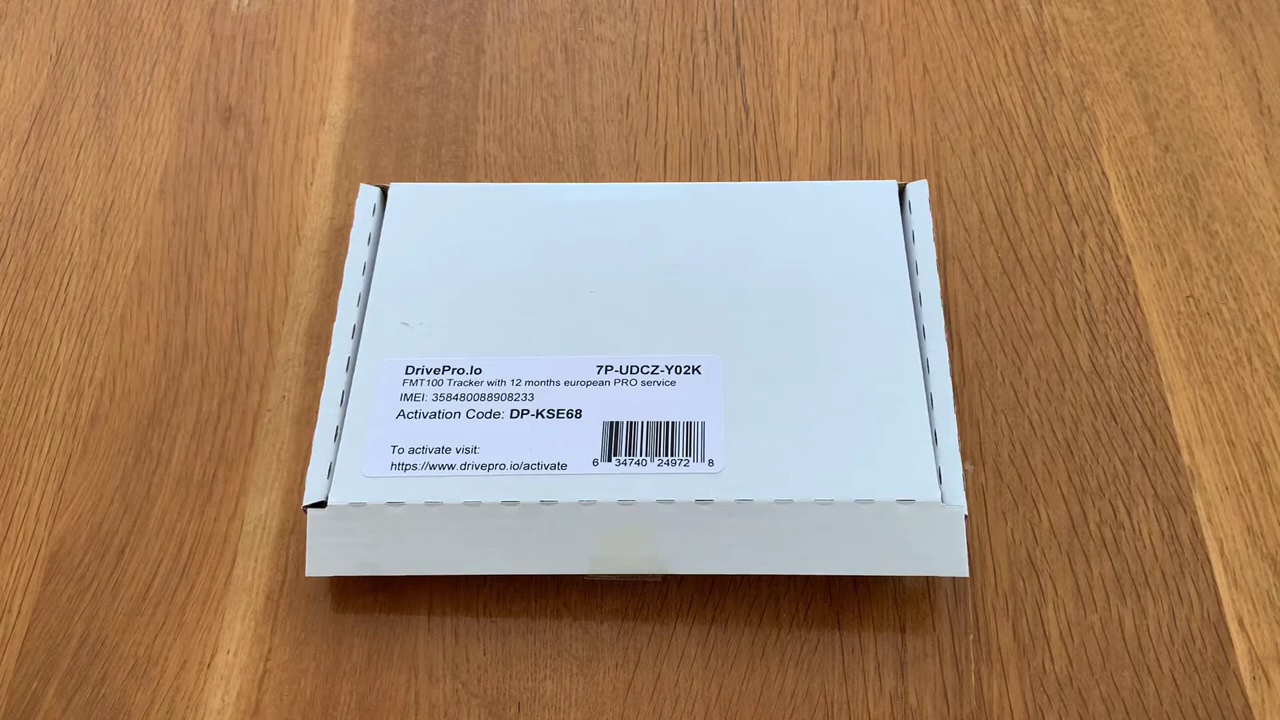 DrivePro.Io 7P-UDCZ-Y02K
FMT100 Tracker with 12 months european PRO service
IMEI: 358480088908233
Activation Code: DP-KSE68
To activate visit:
https://www.drivepro.io/activate
6 34740 24972 8